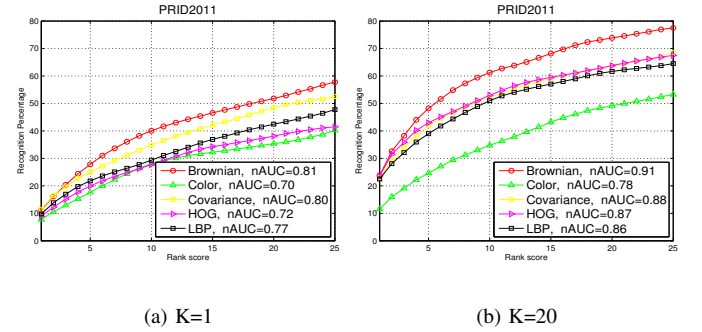 PRID2011
Recognition Percentage
80
70
60
50
40
30
20
10
0
Brownian, nAUC=0.81
Color, nAUC=0.70
Covariance, nAUC=0.80
HOG, nAUC=0.72
LBP, nAUC=0.77
5 10 15 20 25
Rank score
(a) K=1
PRID2011
Recognition Percentage
80
70
60
50
40
30
20
10
0
Brownian, nAUC=0.91
Color, nAUC=0.78
Covariance, nAUC=0.88
HOG, nAUC=0.87
LBP, nAUC=0.86
5 10 15 20 25
Rank score
(b) K=20